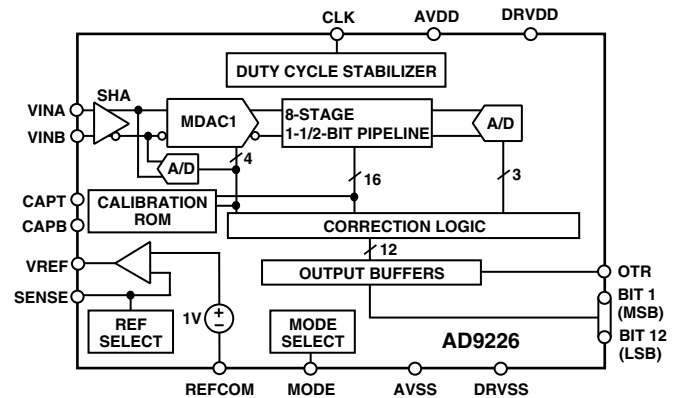 CLK
AVDD
DRVDD
DUTY CYCLE STABILIZER
SHA
VINA
VINB
MDAC1
8-STAGE
1-1/2-BIT PIPELINE
A/D
A/D
4
16
3
CAPT
CAPB
CALIBRATION
ROM
CORRECTION LOGIC
12
VREF
OUTPUT BUFFERS
OTR
SENSE
BIT 1
(MSB)
REF
SELECT
1V
+
–
MODE
SELECT
AD9226
BIT 12
(LSB)
REFCOM
MODE
AVSS
DRVSS